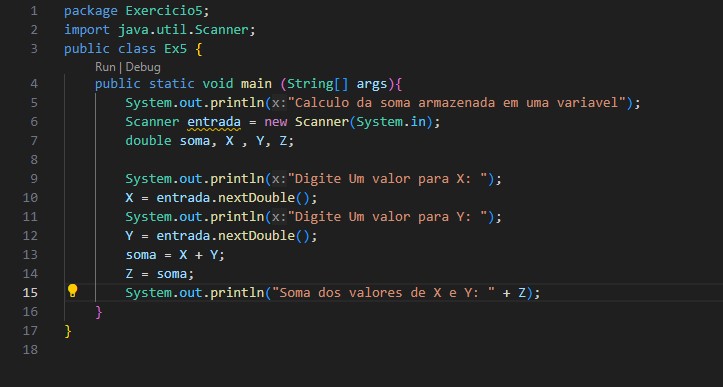 1 package Exercicio5;
2 import java.util.Scanner;
3 public class Ex5 {
Run | Debug
4 public static void main (String[] args){
5 System.out.println(x:"Calculo da soma armazenada em uma variavel");
6 Scanner entrada = new Scanner(System.in);
7 double soma, X , Y, Z;
8
9 System.out.println(x:"Digite Um valor para X: ");
10 X = entrada.nextDouble();
11 System.out.println(x:"Digite Um valor para Y: ");
12 Y = entrada.nextDouble();
13 soma = X + Y;
14 Z = soma;
15 System.out.println("Soma dos valores de X e Y: " + Z);
16 }
17 }
18